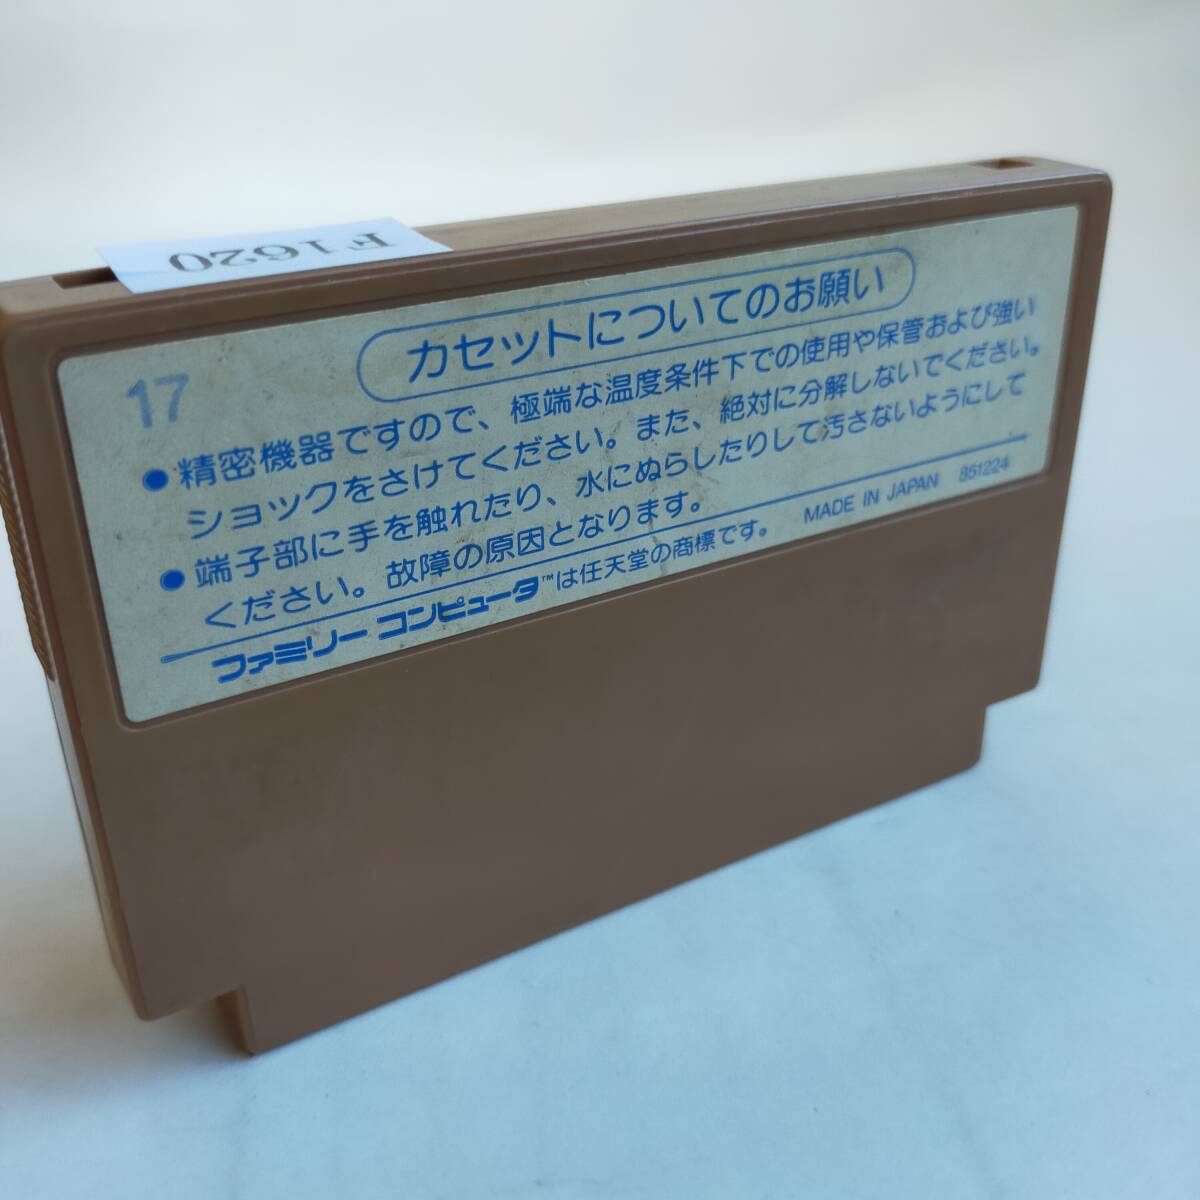 F1620
カセットについてのお願い
17
●精密機器ですので、極端な温度条件下での使用や保管および強い
ショックをさけてください。また、絶対に分解しないでください。
●端子部に手を触れたり、水にぬらしたりして汚さないようにして
ください。故障の原因となります。
ファミリーコンピュータ™は任天堂の商標です。 MADE IN JAPAN 851224